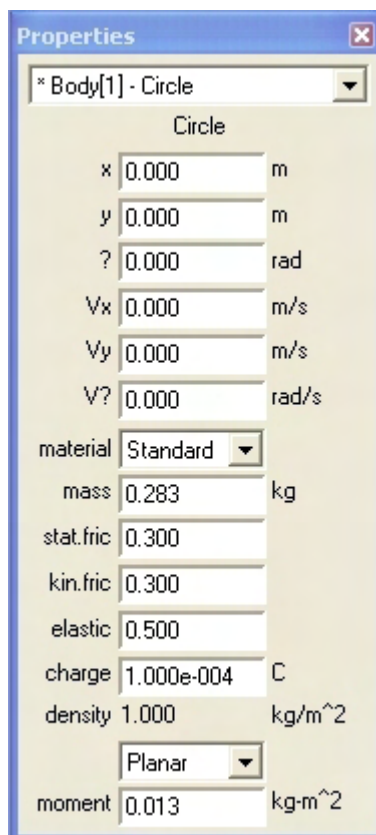 Properties
* Body[1] - Circle
Circle
x 0.000 m
y 0.000 m
? 0.000 rad
Vx 0.000 m/s
Vy 0.000 m/s
V? 0.000 rad/s
material Standard
mass 0.283 kg
stat.fric 0.300
kin.fric 0.300
elastic 0.500
charge 1.000e-004 C
density 1.000 kg/m^2
Planar
moment 0.013 kg-m^2